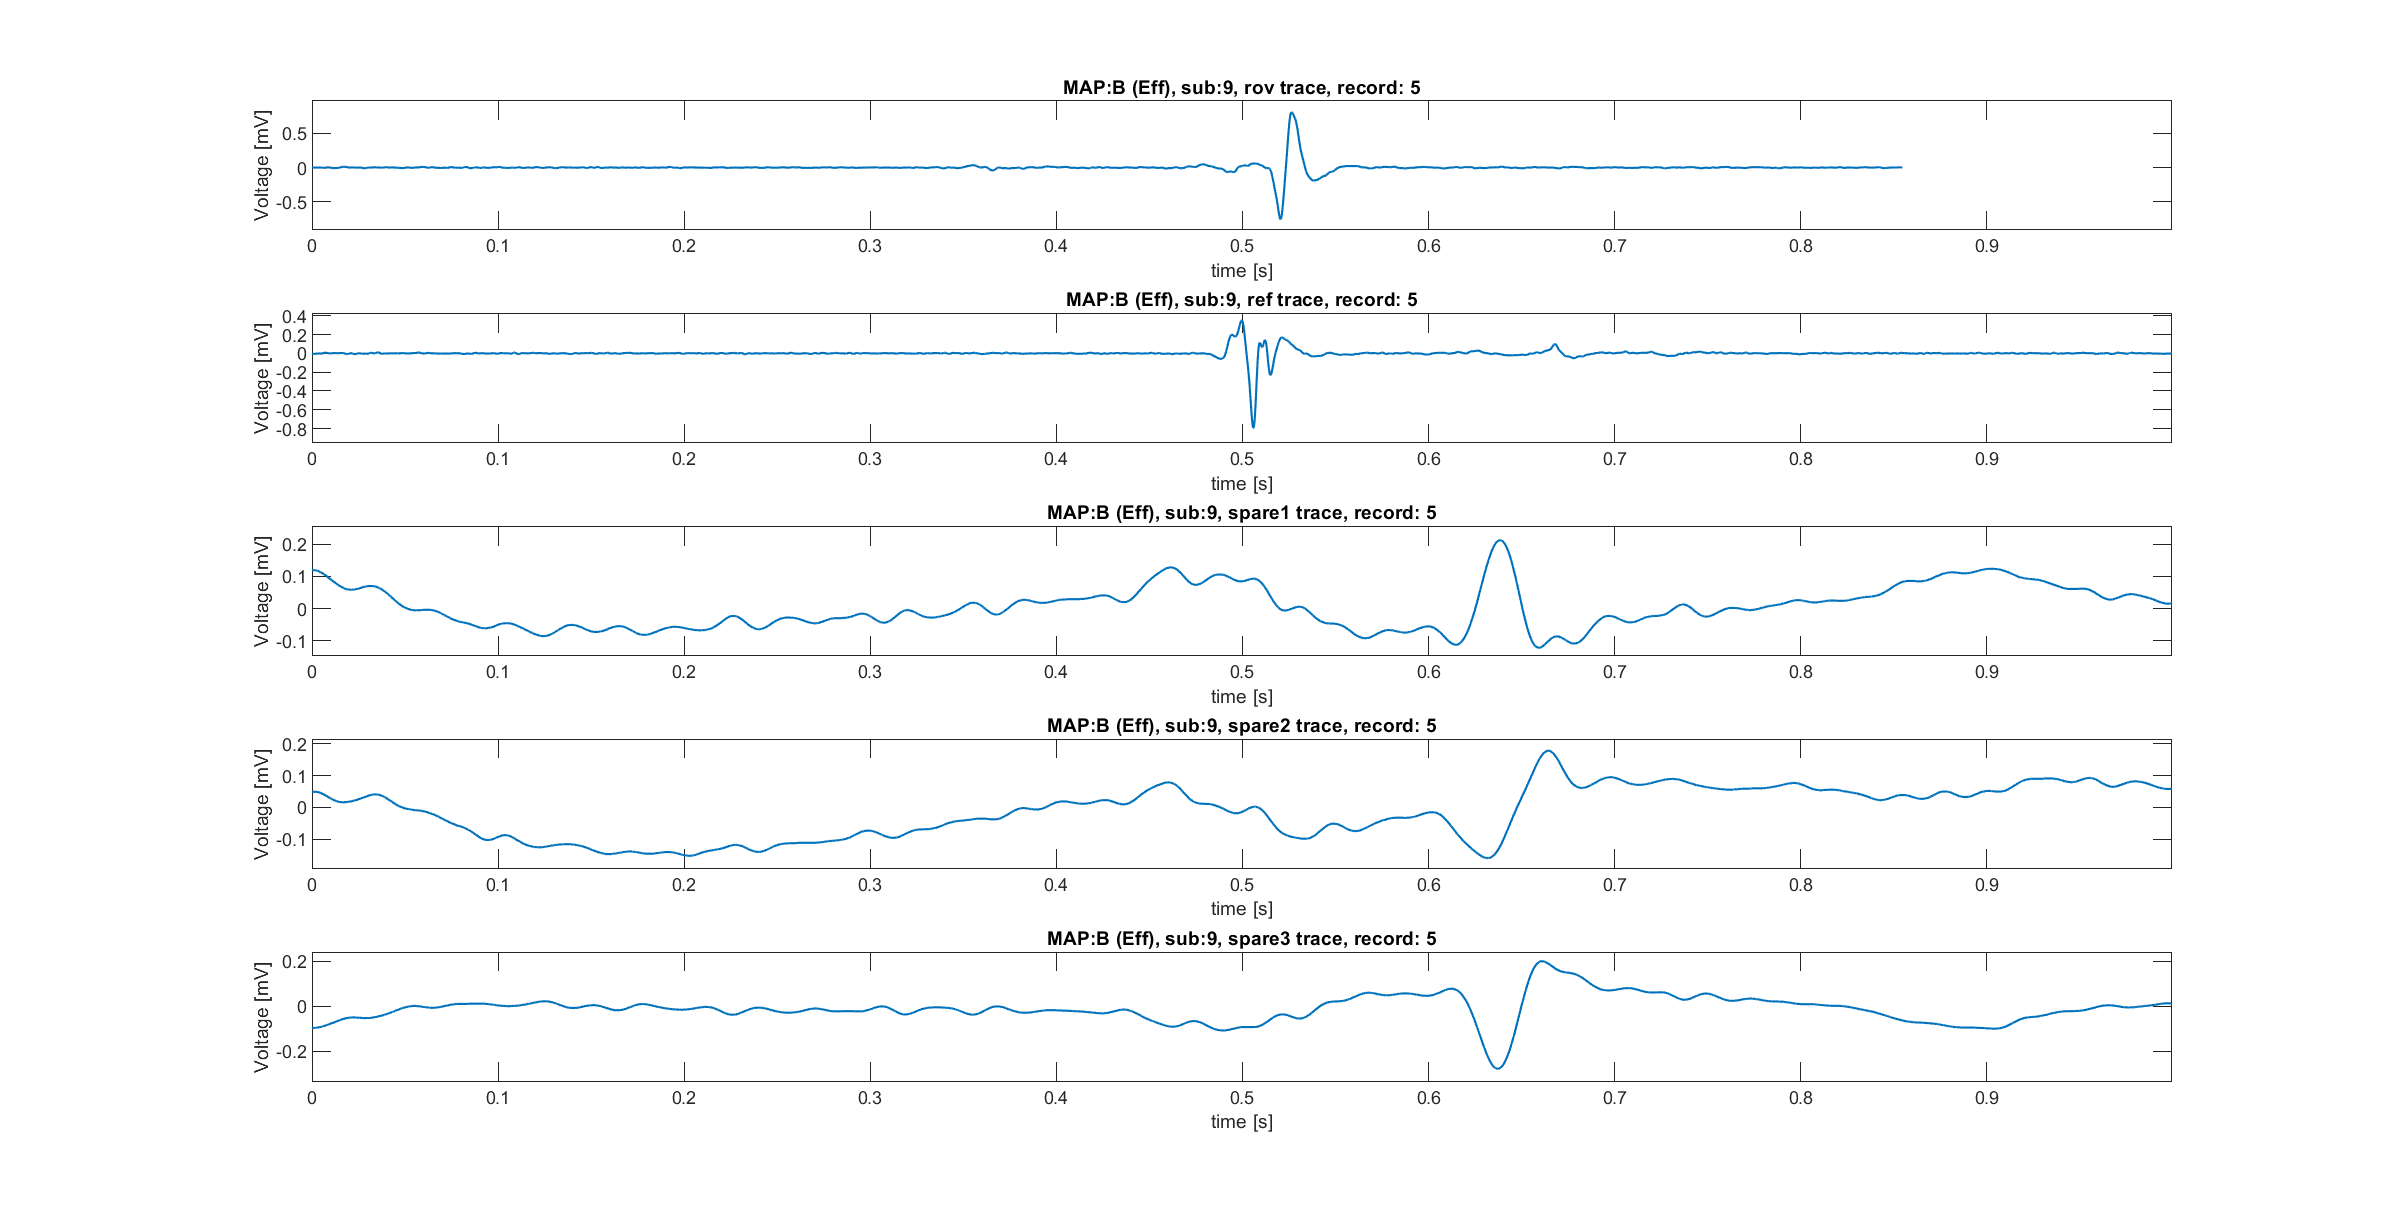 MAP:B (Eff), sub:9, rov trace, record: 5
Voltage [mV]
0.5
0
-0.5
0 0.1 0.2 0.3 0.4 0.5 0.6 0.7 0.8 0.9
time [s]
MAP:B (Eff), sub:9, ref trace, record: 5
Voltage [mV]
0.4
0.2
0
-0.2
-0.4
-0.6
-0.8
0 0.1 0.2 0.3 0.4 0.5 0.6 0.7 0.8 0.9
time [s]
MAP:B (Eff), sub:9, spare1 trace, record: 5
Voltage [mV]
0.2
0.1
0
-0.1
0 0.1 0.2 0.3 0.4 0.5 0.6 0.7 0.8 0.9
time [s]
MAP:B (Eff), sub:9, spare2 trace, record: 5
Voltage [mV]
0.2
0.1
0
-0.1
0 0.1 0.2 0.3 0.4 0.5 0.6 0.7 0.8 0.9
time [s]
MAP:B (Eff), sub:9, spare3 trace, record: 5
Voltage [mV]
0.2
0
-0.2
0 0.1 0.2 0.3 0.4 0.5 0.6 0.7 0.8 0.9
time [s]